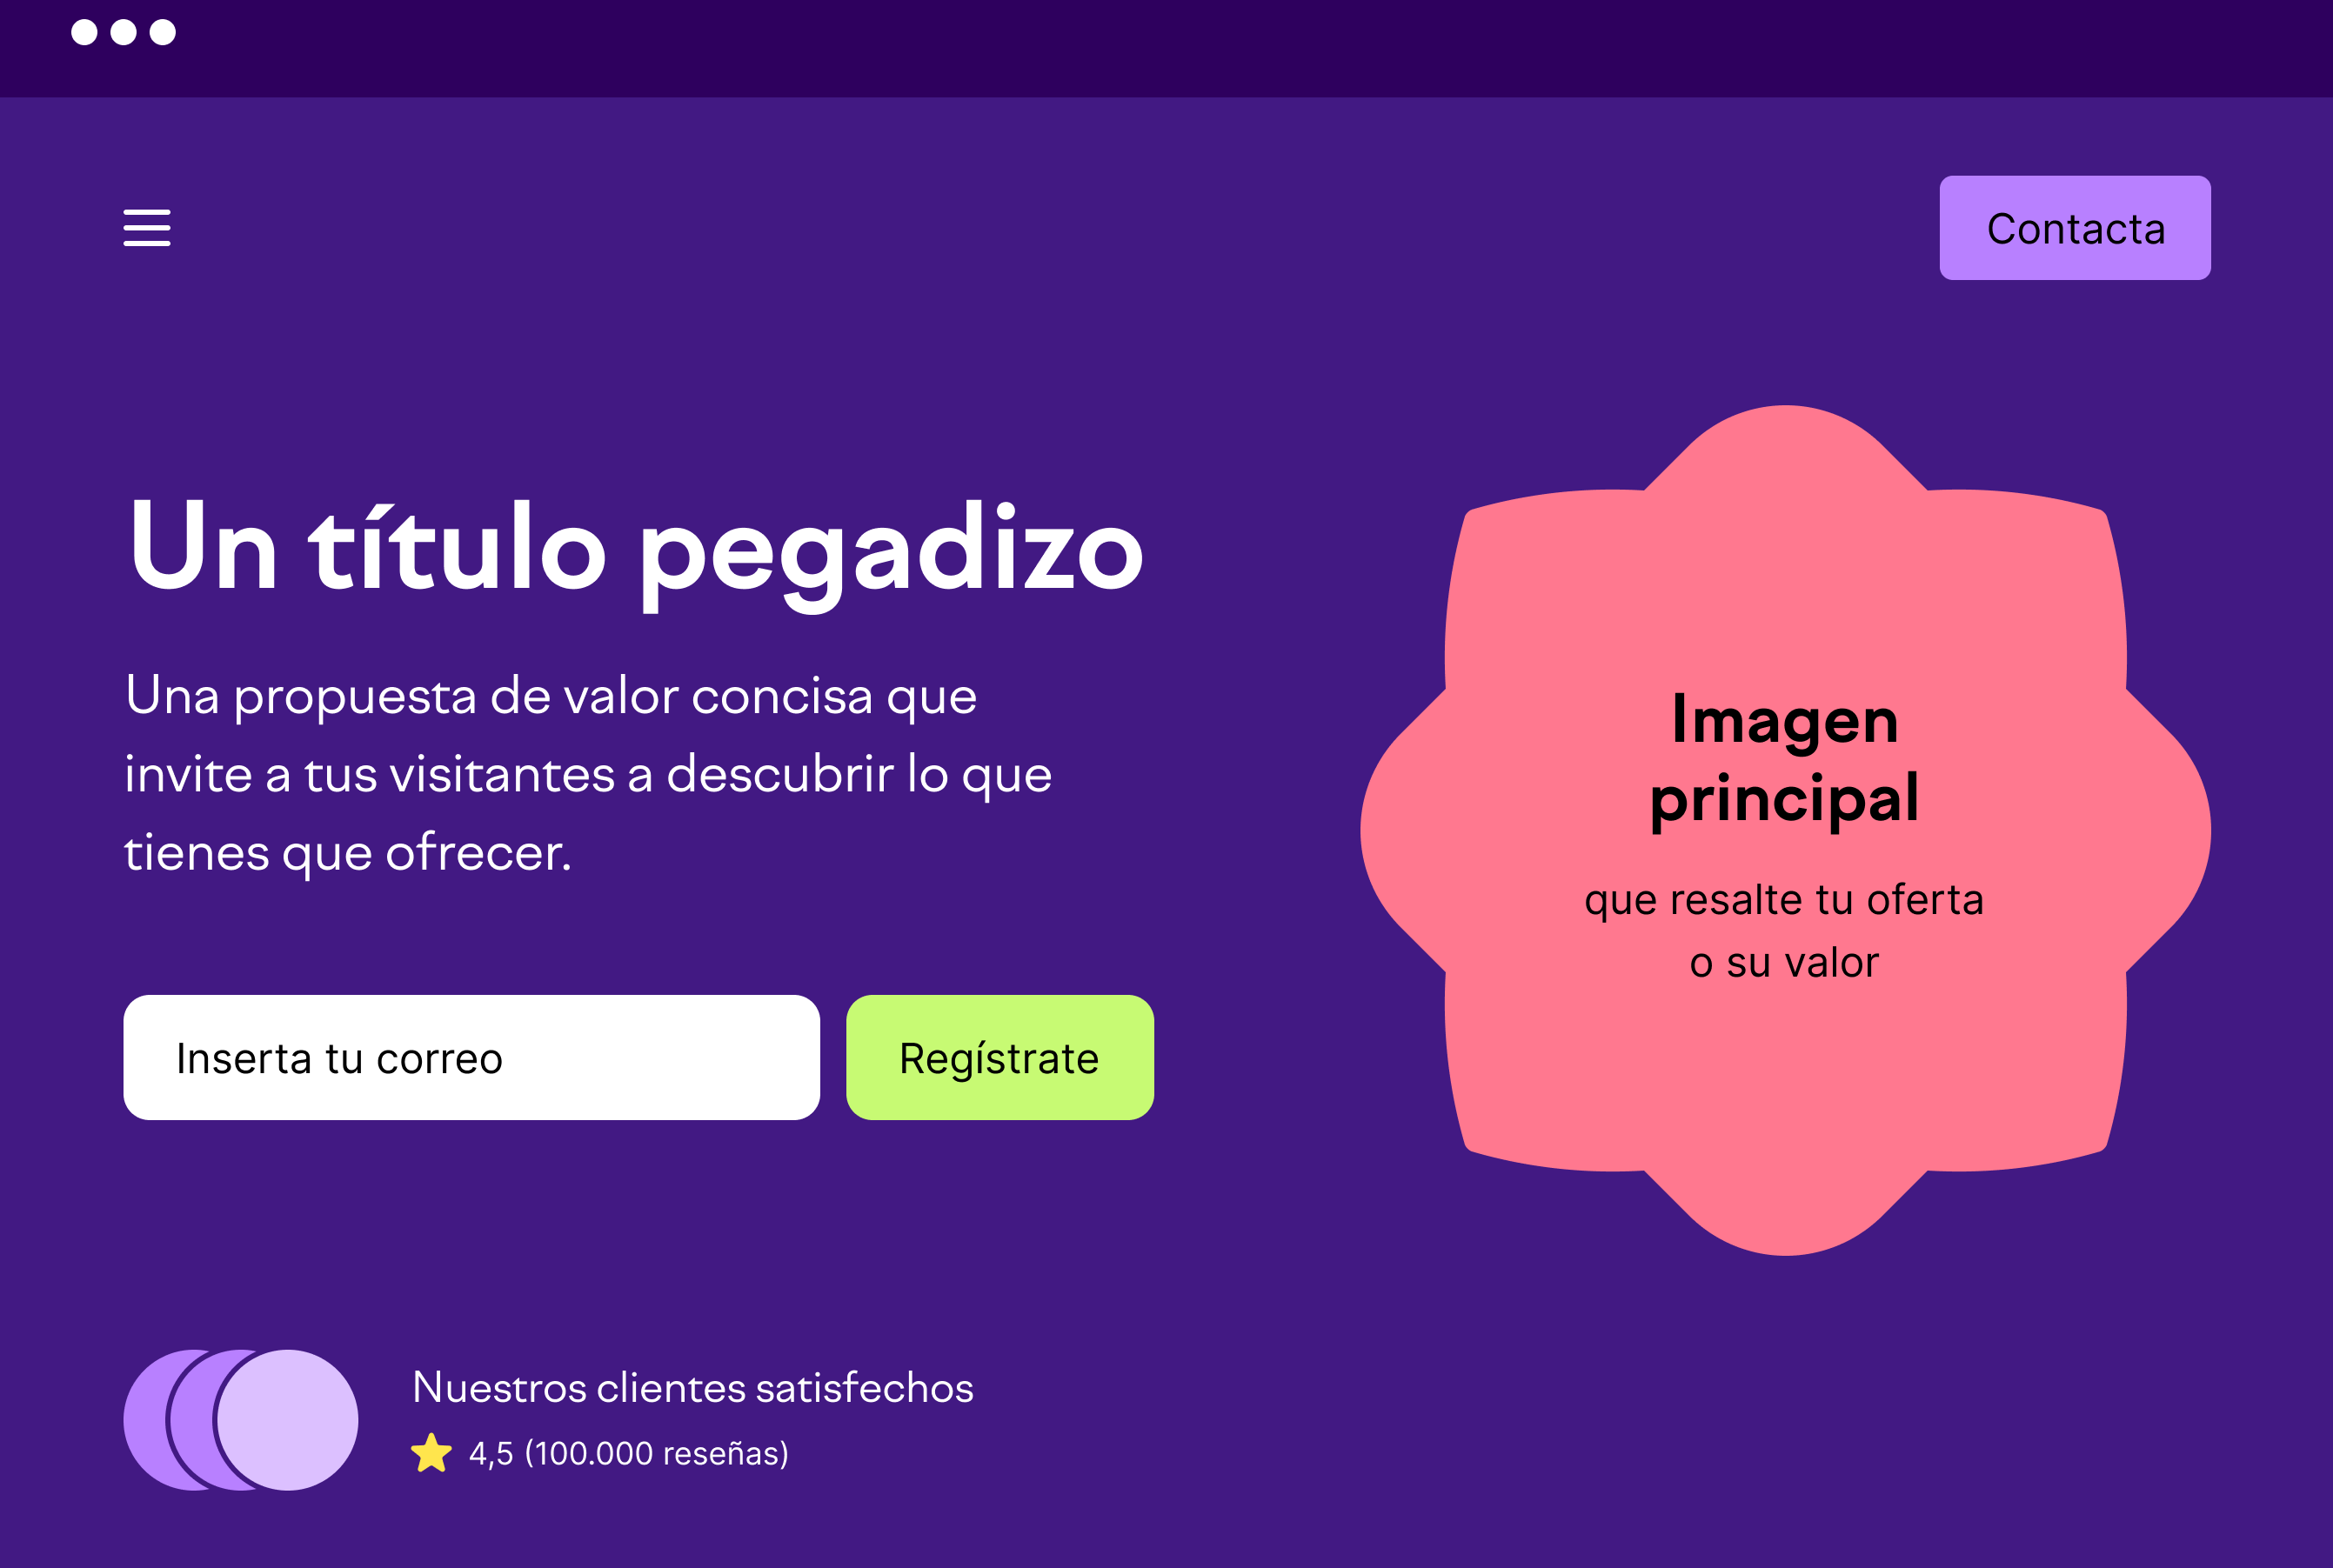 Contacta
Un título pegadizo
Una propuesta de valor concisa que
invite a tus visitantes a descubrir lo que
tienes que ofrecer.
Inserta tu correo
Regístrate
Imagen
principal
que resalte tu oferta
o su valor
Nuestros clientes satisfechos
4,5 (100.000 reseñas)